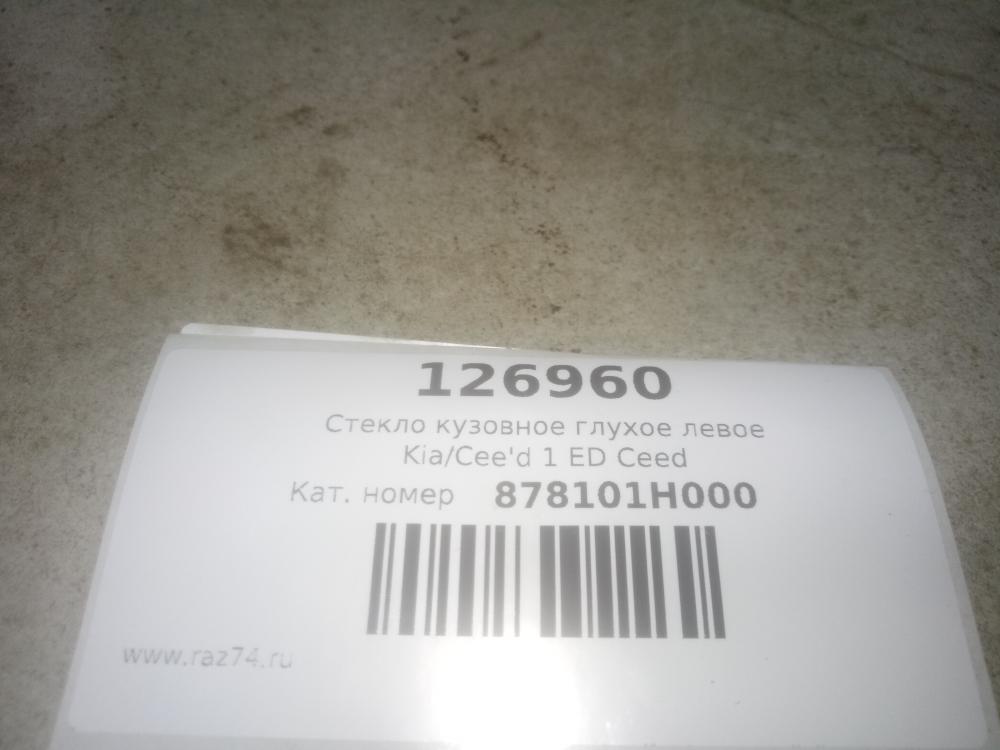 126960
Стекло кузовное глухое левое
Kia/Cee'd 1 ED Ceed
Кат. номер 878101H000
www.raz74.ru